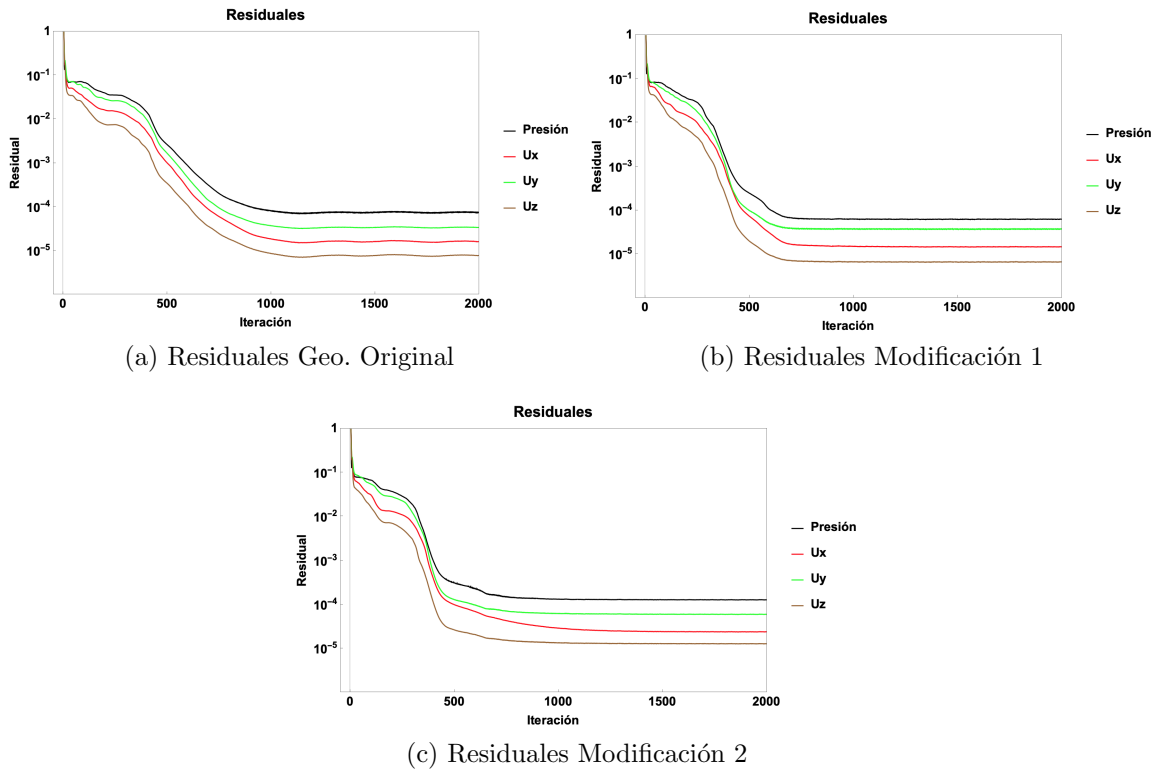 Residuales
1
10⁻¹
10⁻²
10⁻³
10⁻⁴
10⁻⁵
Residual
0 500 1000 1500 2000
Iteración
Presión
Ux
Uy
Uz
(a) Residuales Geo. Original
Residuales
1
10⁻¹
10⁻²
10⁻³
10⁻⁴
10⁻⁵
Residual
0 500 1000 1500 2000
Iteración
Presión
Ux
Uy
Uz
(b) Residuales Modificación 1
Residuales
1
10⁻¹
10⁻²
10⁻³
10⁻⁴
10⁻⁵
Residual
0 500 1000 1500 2000
Iteración
Presión
Ux
Uy
Uz
(c) Residuales Modificación 2